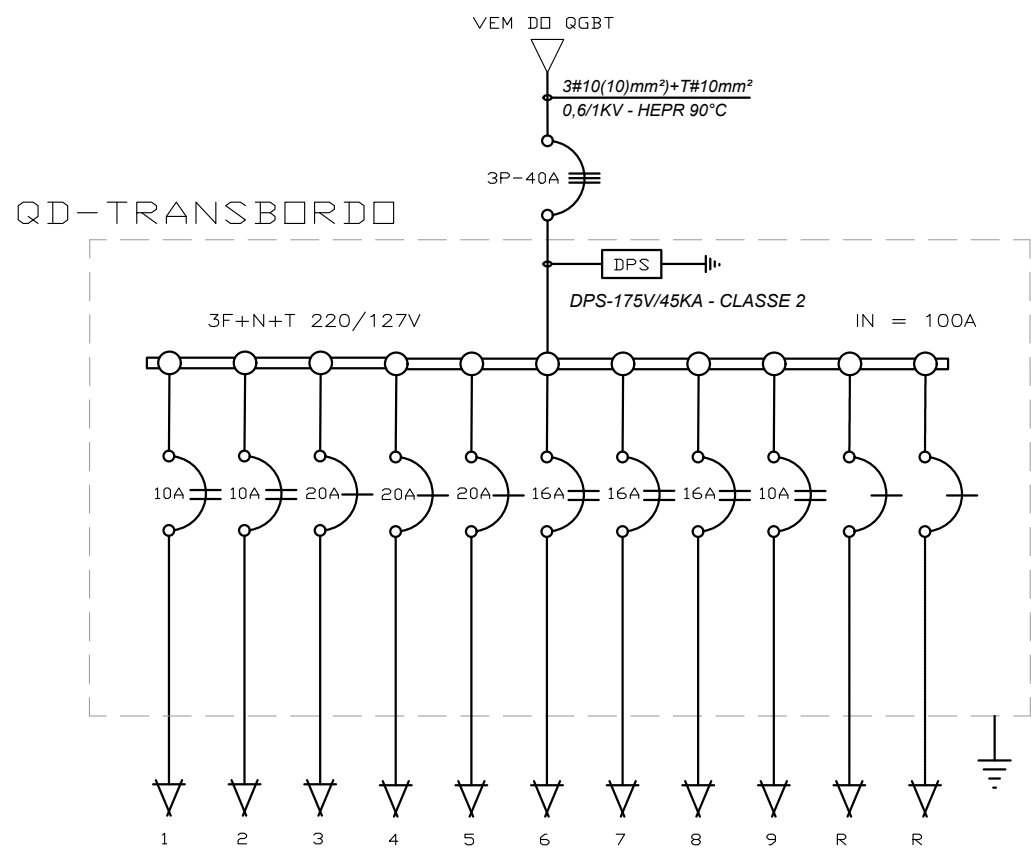 VEM DO QGBT
3#10(10)mm²)+T#10mm²
0,6/1KV - HEPR 90°C
3P-40A
QD-TRANSBORDO
DPS
DPS-175V/45KA - CLASSE 2
3F+N+T 220/127V
IN = 100A
10A 10A 20A 20A 20A 16A 16A 16A 10A
1 2 3 4 5 6 7 8 9 R R